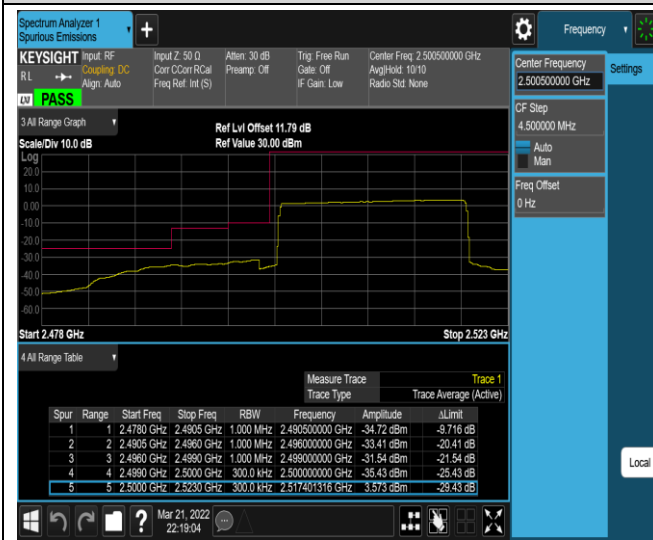 Spectrum Analyzer 1
Spurious Emissions
+
Frequency
KEYSIGHT Input: RF Input Z: 50 Ω Atten: 30 dB Trig: Free Run Center Freq: 2.500500000 GHz
RL Coupling: DC Corr CCorr RCal Preamp: Off Gate: Off Avg|Hold: 10/10
Align: Auto Freq Ref: Int (S) IF Gain: Low Radio Std: None
LXI PASS
Center Frequency
2.500500000 GHz
Settings
CF Step
4.500000 MHz
Auto
Man
Freq Offset
0 Hz
3 All Range Graph
Ref Lvl Offset 11.79 dB
Scale/Div 10.0 dB Ref Value 30.00 dBm
Log
20.0
10.0
0.00
-10.0
-20.0
-30.0
-40.0
-50.0
-60.0
Start 2.478 GHz Stop 2.523 GHz
4 All Range Table
Measure Trace Trace 1
Trace Type Trace Average (Active)
Spur Range Start Freq Stop Freq RBW Frequency Amplitude ΔLimit
1 1 2.4780 GHz 2.4905 GHz 1.000 MHz 2.490500000 GHz -34.72 dBm -9.716 dB
2 2 2.4905 GHz 2.4960 GHz 1.000 MHz 2.496000000 GHz -33.41 dBm -20.41 dB
3 3 2.4960 GHz 2.4990 GHz 1.000 MHz 2.499000000 GHz -31.54 dBm -21.54 dB
4 4 2.4990 GHz 2.5000 GHz 300.0 kHz 2.500000000 GHz -35.43 dBm -25.43 dB
5 5 2.5000 GHz 2.5230 GHz 300.0 kHz 2.517401316 GHz 3.573 dBm -29.43 dB
Local
?
Mar 21, 2022
22:19:04